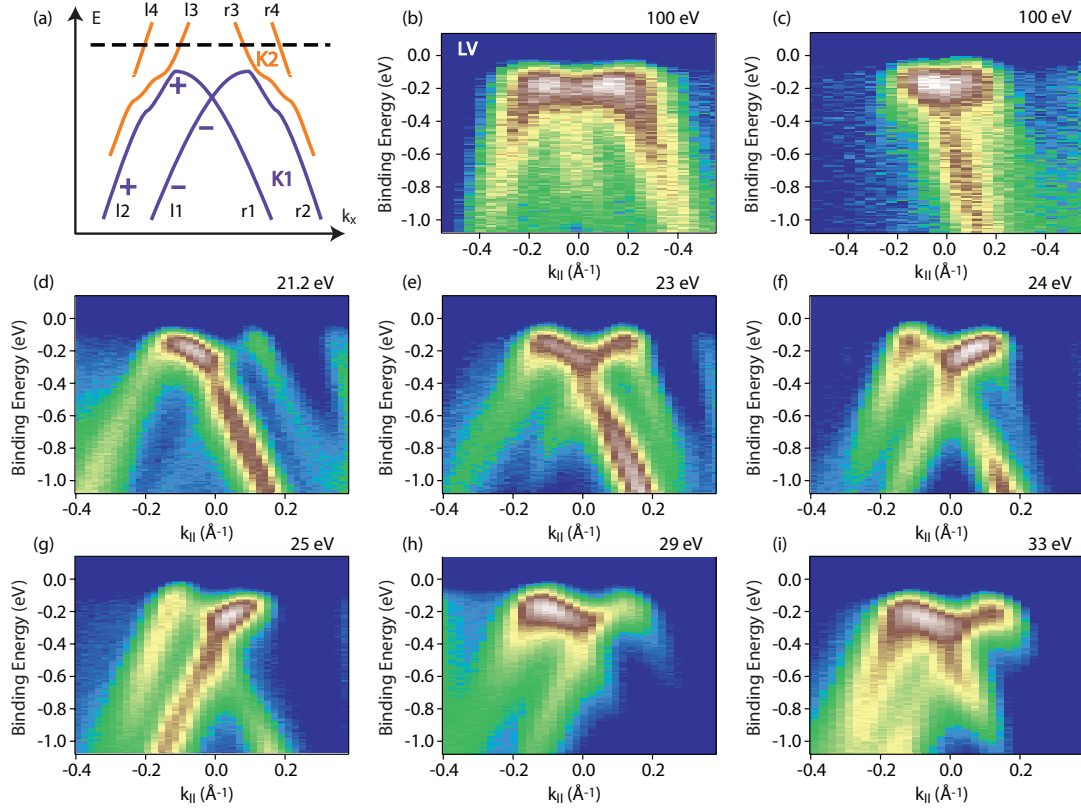 (a) E l4 l3 r3 r4
K2
+
−
K1
+ −
l2 l1 r1 r2 kx
(b) 100 eV
LV
Binding Energy (eV)
0.0
-0.2
-0.4
-0.6
-0.8
-1.0
-0.4 -0.2 0.0 0.2 -0.4
k|| (Å-1)
(c) 100 eV
Binding Energy (eV)
0.0
-0.2
-0.4
-0.6
-0.8
-1.0
-0.2 0.0 0.2 0.4
k|| (Å-1)
(d) 21.2 eV
Binding Energy (eV)
0.0
-0.2
-0.4
-0.6
-0.8
-1.0
-0.4 -0.2 0.0 0.2
k|| (Å-1)
(e) 23 eV
Binding Energy (eV)
0.0
-0.2
-0.4
-0.6
-0.8
-1.0
-0.4 -0.2 0.0 0.2
k|| (Å-1)
(f) 24 eV
Binding Energy (eV)
0.0
-0.2
-0.4
-0.6
-0.8
-1.0
-0.4 -0.2 0.0 0.2
k|| (Å-1)
(g) 25 eV
Binding Energy (eV)
0.0
-0.2
-0.4
-0.6
-0.8
-1.0
-0.4 -0.2 0.0 0.2
k|| (Å-1)
(h) 29 eV
Binding Energy (eV)
0.0
-0.2
-0.4
-0.6
-0.8
-1.0
-0.4 -0.2 0.0 0.2
k|| (Å-1)
(i) 33 eV
Binding Energy (eV)
0.0
-0.2
-0.4
-0.6
-0.8
-1.0
-0.4 -0.2 0.0 0.2
k|| (Å-1)